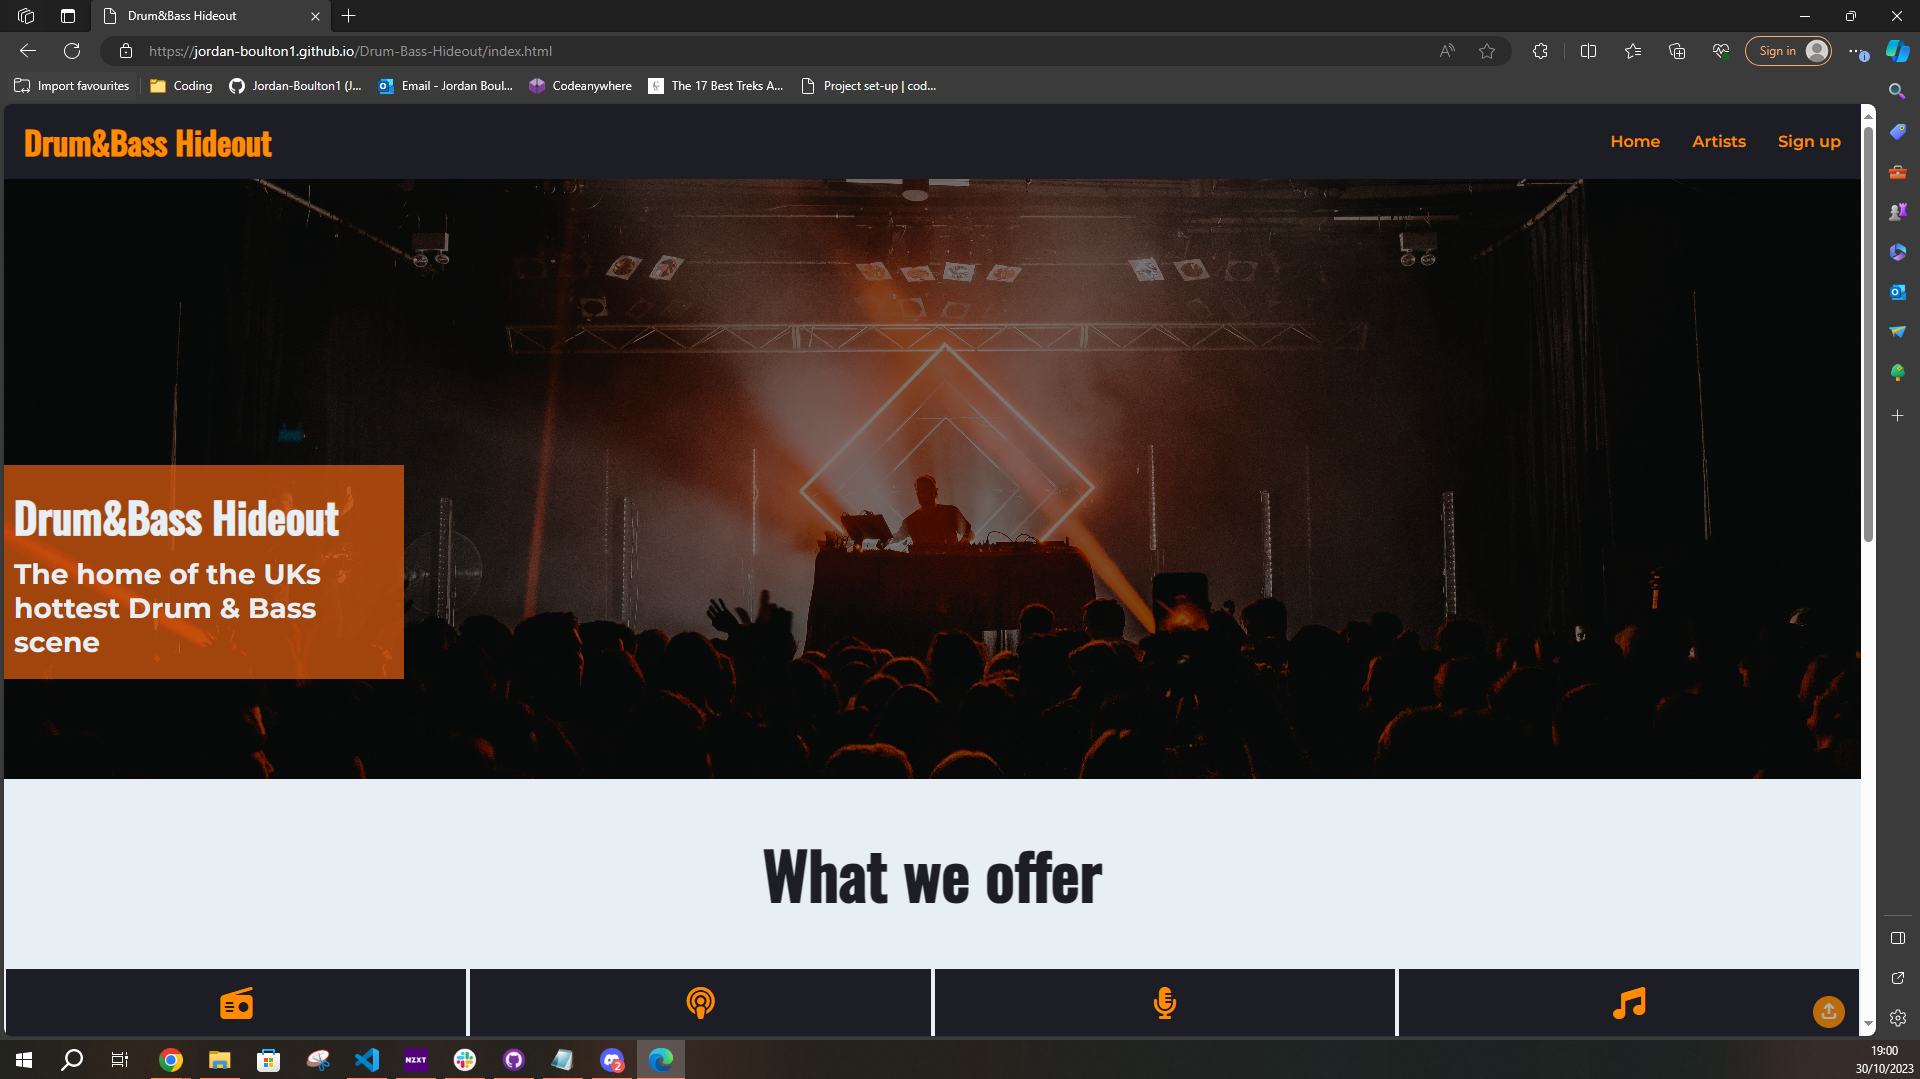 Drum&Bass Hideout
https://jordan-boulton1.github.io/Drum-Bass-Hideout/index.html
Sign in
Import favourites
Coding
Jordan-Boulton1 (J...
Email - Jordan Boul...
Codeanywhere
The 17 Best Treks A...
Project set-up | cod...
Drum&Bass Hideout
Home
Artists
Sign up
Drum&Bass Hideout
The home of the UKs
hottest Drum & Bass
scene
What we offer
NZXT
2
19:00
30/10/2023